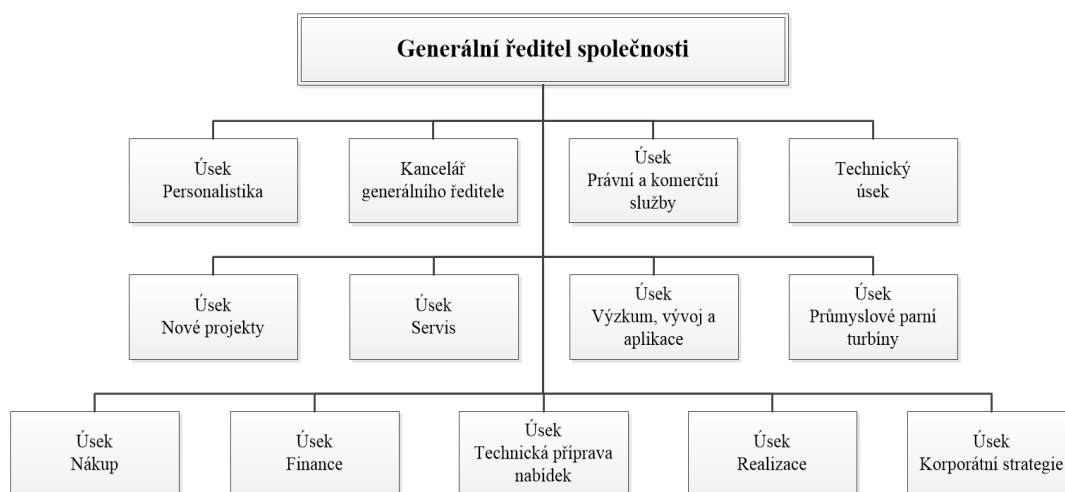 Generální ředitel společnosti
Úsek
Personalistika
Kancelář
generálního ředitele
Úsek
Právní a komerční
služby
Technický
úsek
Úsek
Nové projekty
Úsek
Servis
Úsek
Výzkum, vývoj a
aplikace
Úsek
Průmyslové parní
turbíny
Úsek
Nákup
Úsek
Finance
Úsek
Technická příprava
nabídek
Úsek
Realizace
Úsek
Korporátní strategie